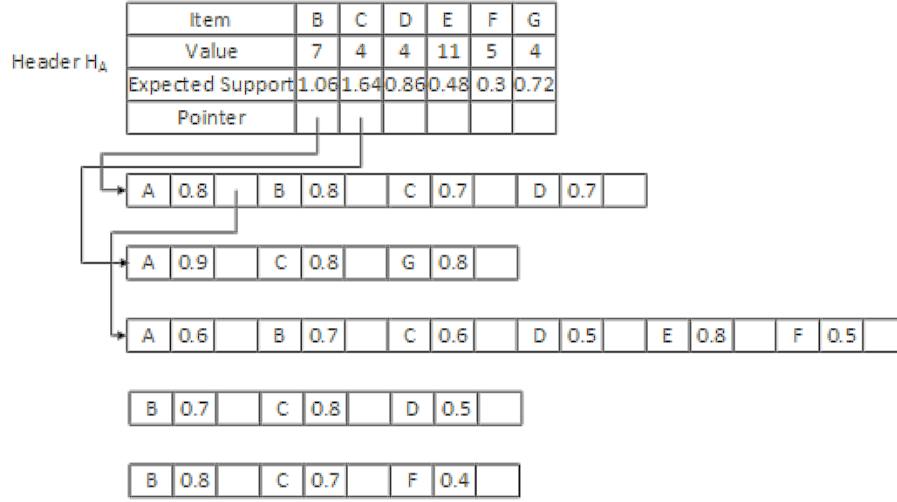 Item B C D E F G
Header H_A
Value 7 4 4 11 5 4
Expected Support 1.06 1.64 0.86 0.48 0.3 0.72
Pointer
A 0.8 B 0.8 C 0.7 D 0.7
A 0.9 C 0.8 G 0.8
A 0.6 B 0.7 C 0.6 D 0.5 E 0.8 F 0.5
B 0.7 C 0.8 D 0.5
B 0.8 C 0.7 F 0.4